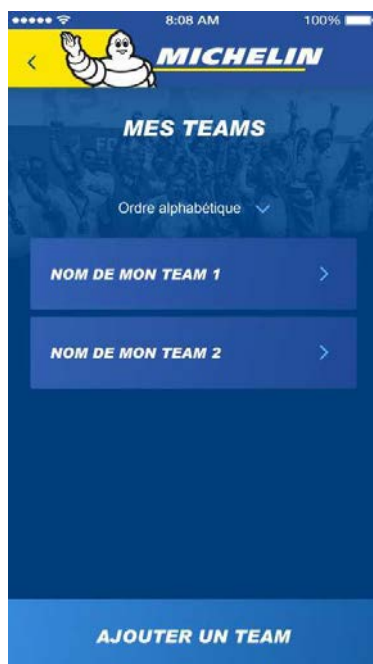 8:08 AM 100%
MICHELIN
MES TEAMS
Ordre alphabétique
NOM DE MON TEAM 1
NOM DE MON TEAM 2
AJOUTER UN TEAM